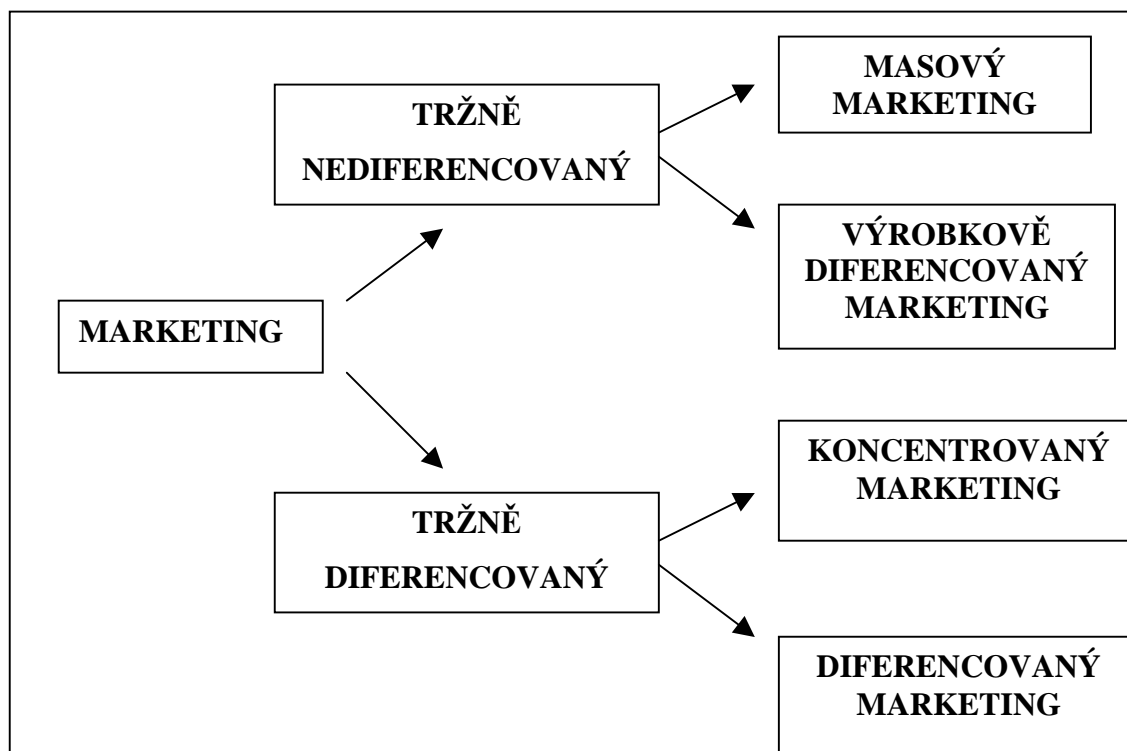 MARKETING
TRŽNĚ
NEDIFERENCOVANÝ
MASOVÝ
MARKETING
VÝROBKOVĚ
DIFERENCOVANÝ
MARKETING
TRŽNĚ
DIFERENCOVANÝ
KONCENTROVANÝ
MARKETING
DIFERENCOVANÝ
MARKETING